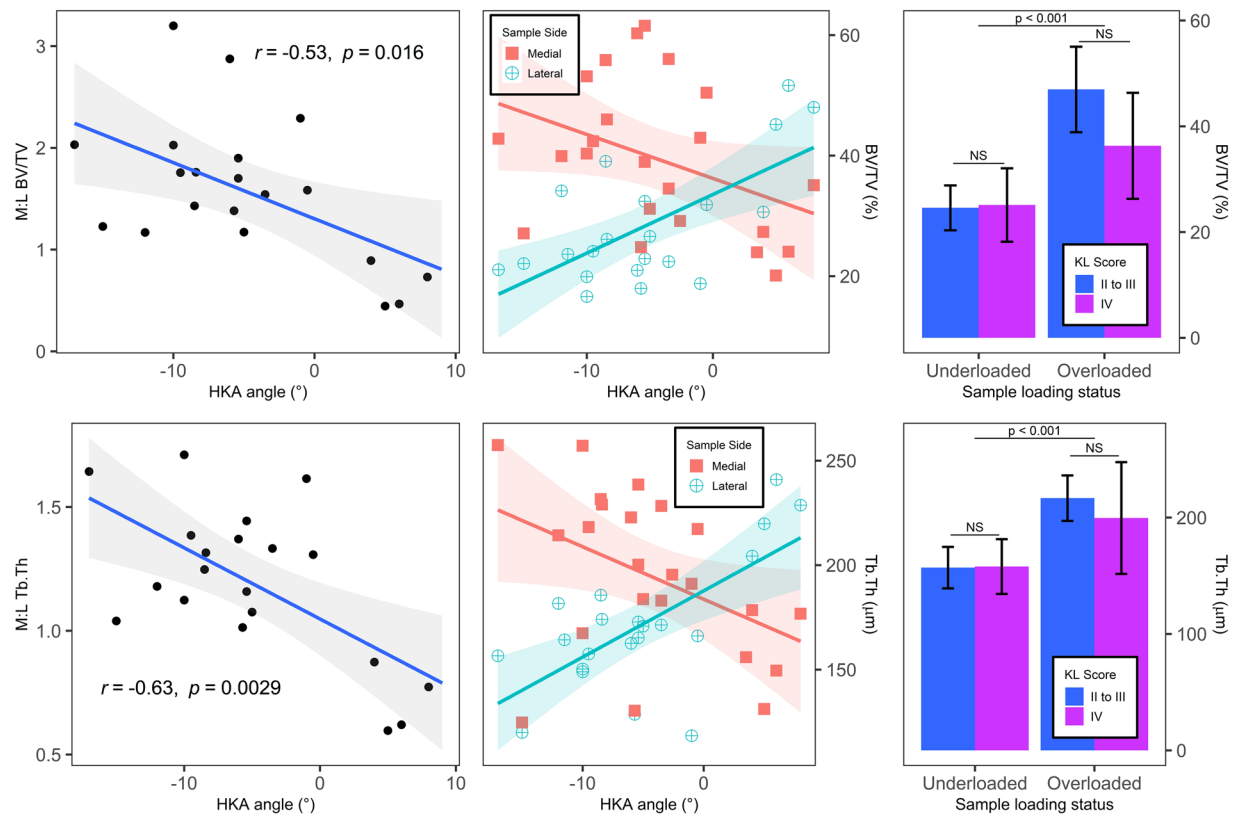 r = -0.53, p = 0.016
3
2
1
0
M:L BV/TV
-10
0
10
HKA angle (°)
Sample Side
Medial
Lateral
60
40
20
BV/TV (%)
-10
0
HKA angle (°)
p < 0.001
NS
NS
60
40
20
0
BV/TV (%)
KL Score
II to III
IV
Underloaded
Overloaded
Sample loading status
1.5
1.0
0.5
M:L Tb.Th
r = -0.63, p = 0.0029
-10
0
10
HKA angle (°)
Sample Side
Medial
Lateral
250
200
150
Tb.Th (μm)
-10
0
HKA angle (°)
p < 0.001
NS
NS
200
100
0
Tb.Th (μm)
KL Score
II to III
IV
Underloaded
Overloaded
Sample loading status